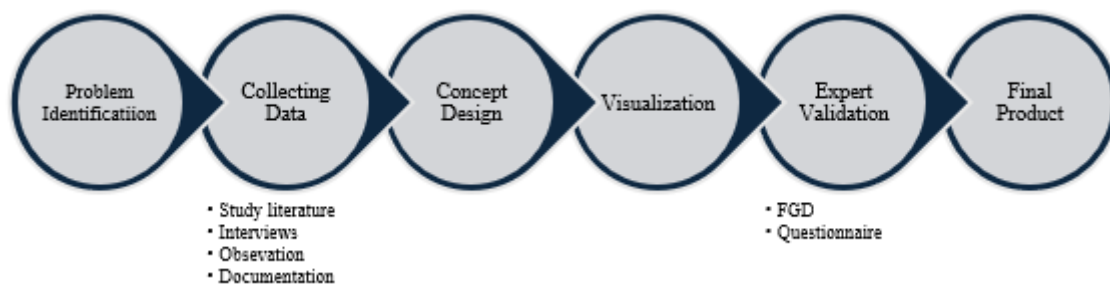 Problem
Identificatiion
Collecting
Data
Concept
Design
Visualization
Expert
Validation
Final
Product
• Study literature
• Interviews
• Obsevation
• Documentation
• FGD
• Questionnaire